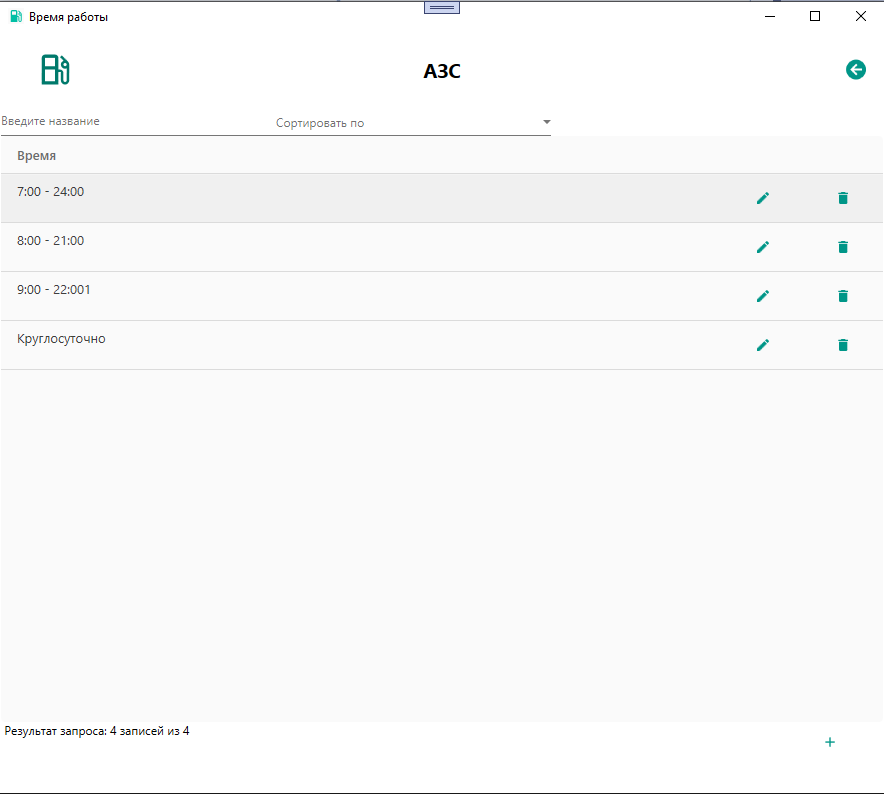 Время работы
АЗС
Введите название
Сортировать по
Время
7:00 - 24:00
8:00 - 21:00
9:00 - 22:001
Круглосуточно
Результат запроса: 4 записей из 4